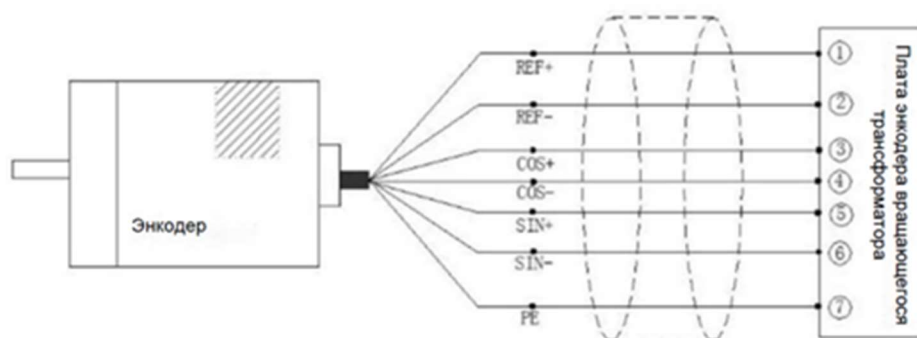 REF+
①
REF-
②
COS+
③
COS-
④
SIN+
⑤
SIN-
⑥
PE
⑦
Энкодер
Плата энкодера вращающегося
трансформатора